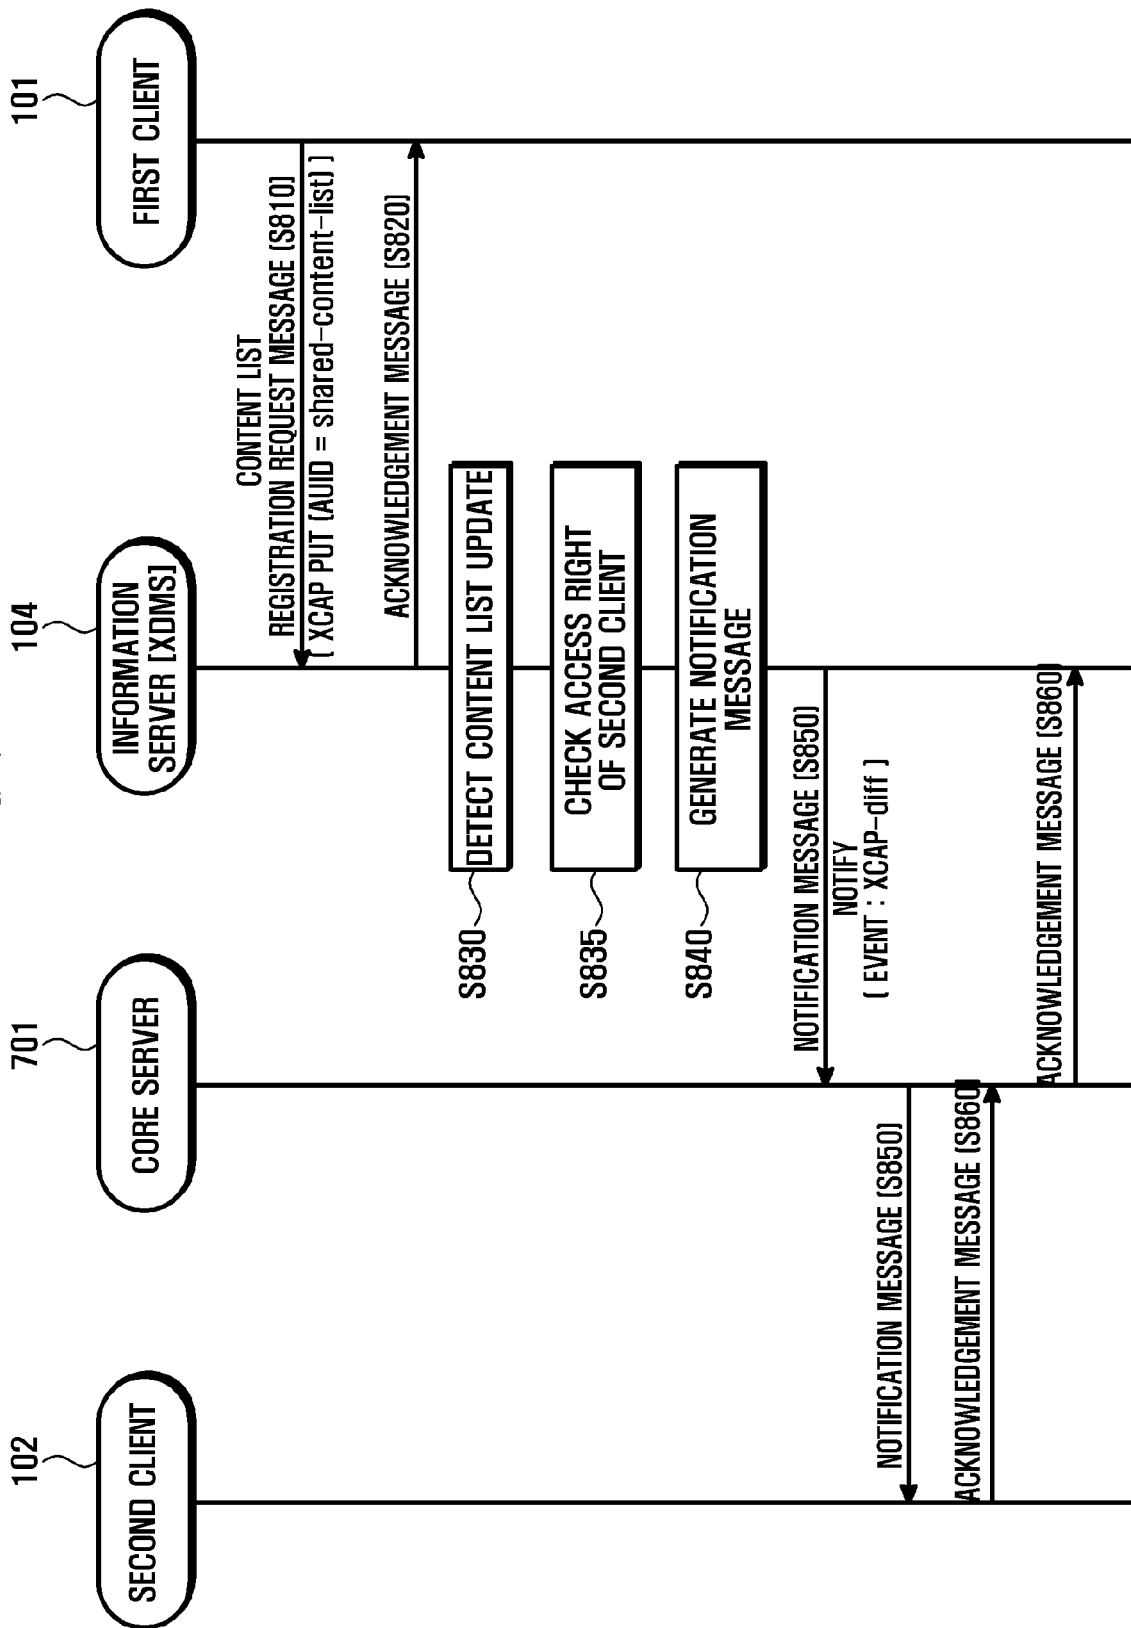 102
701
104
101
SECOND CLIENT
CORE SERVER
INFORMATION
SERVER [XDMS]
FIRST CLIENT
CONTENT LIST
REGISTRATION REQUEST MESSAGE (S810)
( XCAP PUT (AUID = shared-content-list) )
ACKNOWLEDGEMENT MESSAGE (S820)
S830
DETECT CONTENT LIST UPDATE
S835
CHECK ACCESS RIGHT
OF SECOND CLIENT
S840
GENERATE NOTIFICATION
MESSAGE
NOTIFICATION MESSAGE (S850)
NOTIFY
( EVENT : XCAP-diff )
NOTIFICATION MESSAGE (S850)
ACKNOWLEDGEMENT MESSAGE (S860)
ACKNOWLEDGEMENT MESSAGE (S860)